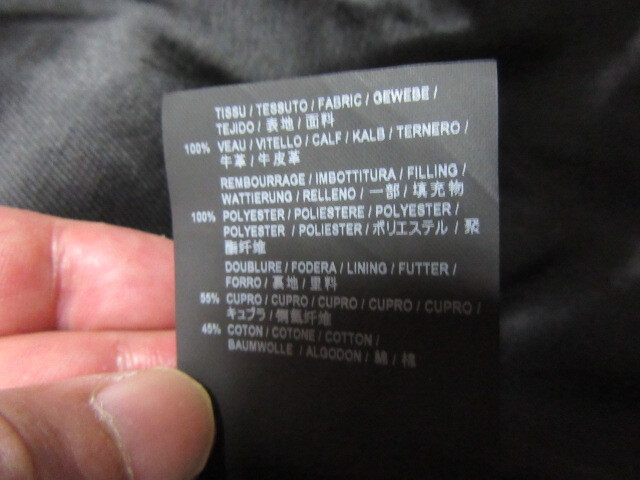 TISSU / TESSUTO / FABRIC / GEWEBE /
TEJIDO / 表地 / 面料
100% VEAU / VITELLO / CALF / KALB / TERNERO /
牛革 / 牛皮革
REMBOURRAGE / IMBOTTITURA / FILLING /
WATTIERUNG / RELLENO / 一部 / 填充物
100% POLYESTER / POLIESTERE / POLYESTER /
POLYESTER / POLIESTER / ポリエステル / 聚
酯纤维
DOUBLURE / FODERA / LINING / FUTTER /
FORRO / 裏地 / 里料
55% CUPRO / CUPRO / CUPRO / CUPRO / CUPRO /
キュプラ / 铜氨纤维
45% COTON / COTONE / COTTON /
BAUMWOLLE / ALGODON / 綿 / 棉